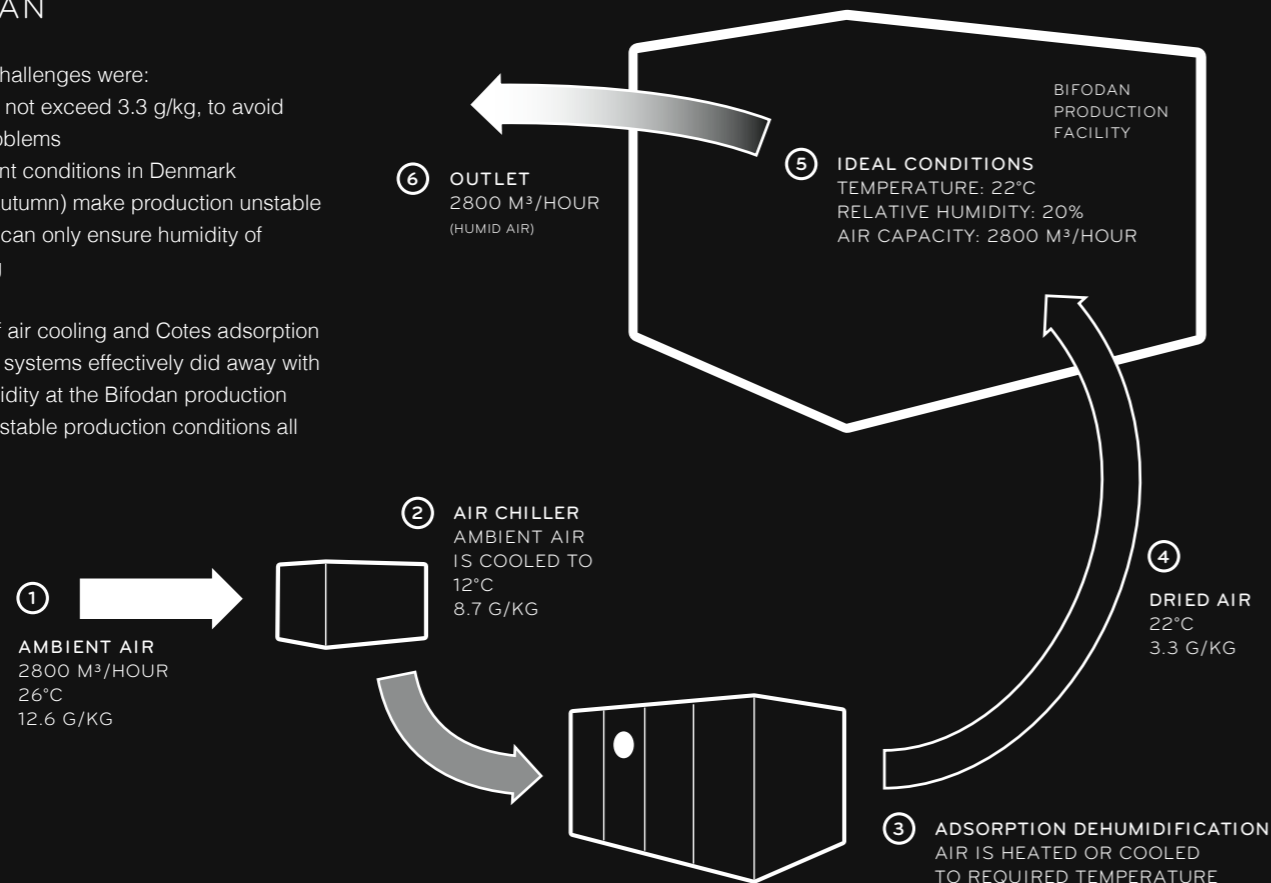 AN
hallenges were:
not exceed 3.3 g/kg, to avoid
oblems
nt conditions in Denmark
utumn) make production unstable
can only ensure humidity of
g
f air cooling and Cotes adsorption
systems effectively did away with
idity at the Bifodan production
stable production conditions all
BIFODAN
PRODUCTION
FACILITY
5 IDEAL CONDITIONS
TEMPERATURE: 22°C
RELATIVE HUMIDITY: 20%
AIR CAPACITY: 2800 M³/HOUR
6 OUTLET
2800 M³/HOUR
(HUMID AIR)
2 AIR CHILLER
AMBIENT AIR
IS COOLED TO
12°C
8.7 G/KG
1
AMBIENT AIR
2800 M³/HOUR
26°C
12.6 G/KG
4
DRIED AIR
22°C
3.3 G/KG
3 ADSORPTION DEHUMIDIFICATION
AIR IS HEATED OR COOLED
TO REQUIRED TEMPERATURE